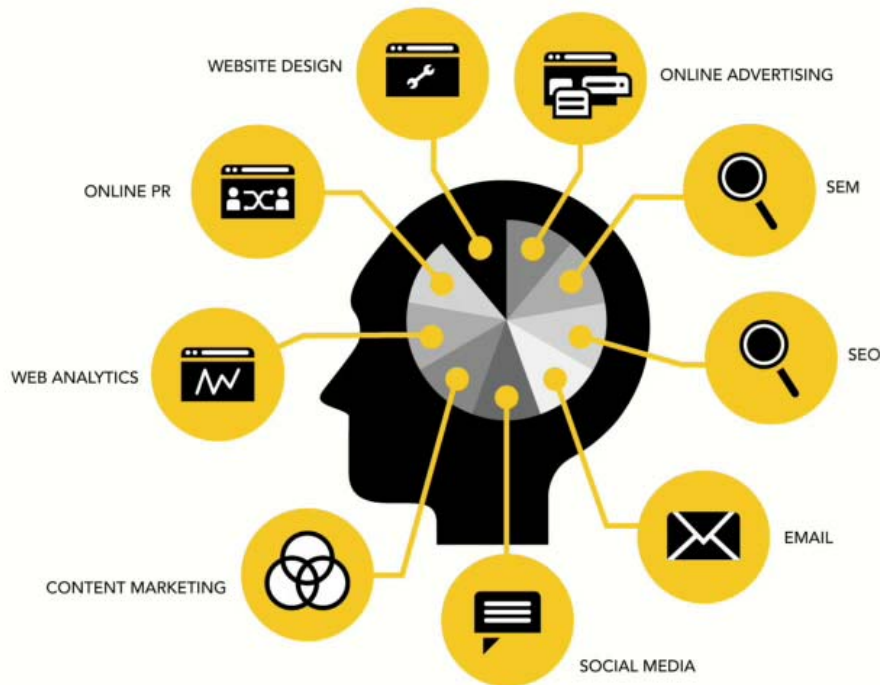 WEBSITE DESIGN
ONLINE ADVERTISING
ONLINE PR
SEM
WEB ANALYTICS
SEO
EMAIL
CONTENT MARKETING
SOCIAL MEDIA